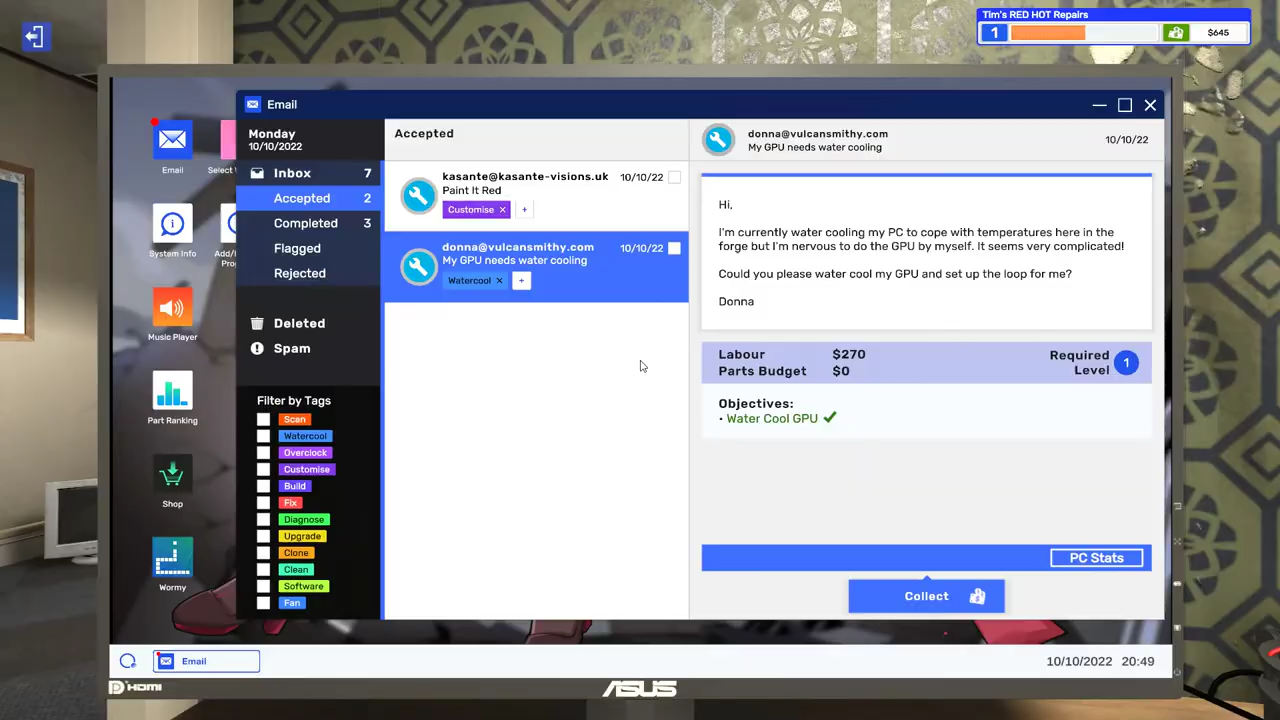 Tim's RED HOT Repairs
1
$645
Email
Monday
10/10/2022
Inbox 7
Accepted 2
Completed 3
Flagged
Rejected
Deleted
Spam
Filter by Tags
Scan
Watercool
Overclock
Customise
Build
Fix
Diagnose
Upgrade
Clone
Clean
Software
Fan
Accepted
kasante@kasante-visions.uk 10/10/22
Paint It Red
Customise × +
donna@vulcansmithy.com 10/10/22
My GPU needs water cooling
Watercool × +
donna@vulcansmithy.com
My GPU needs water cooling
10/10/22
Hi,
I'm currently water cooling my PC to cope with temperatures here in the
forge but I'm nervous to do the GPU by myself. It seems very complicated!
Could you please water cool my GPU and set up the loop for me?
Donna
Labour $270
Parts Budget $0
Required
Level 1
Objectives:
• Water Cool GPU
PC Stats
Collect
Email
Select
System Info
Add/
Music Player
Part Ranking
Shop
Wormy
Email
10/10/2022 20:49
HDMI
ASUS